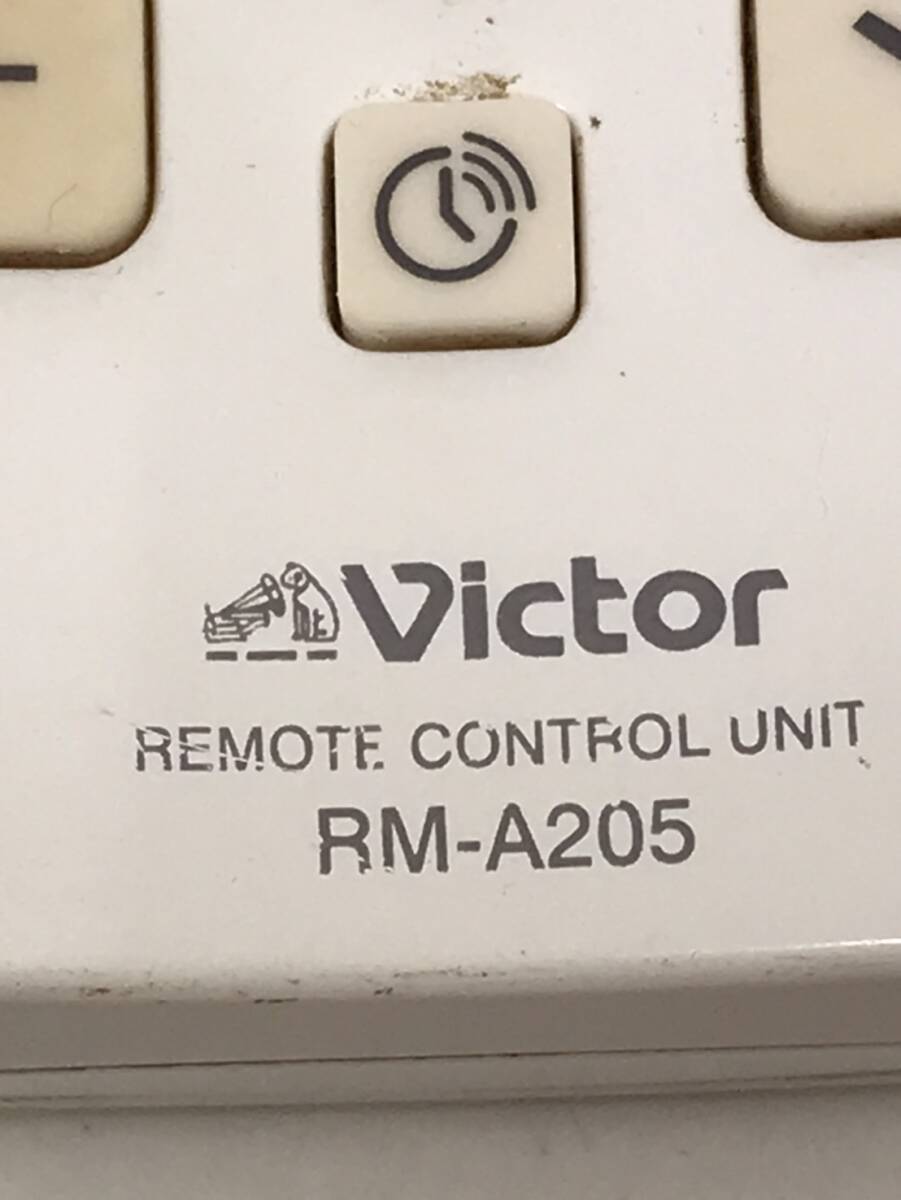 Victor
REMOTE CONTROL UNIT
RM-A205